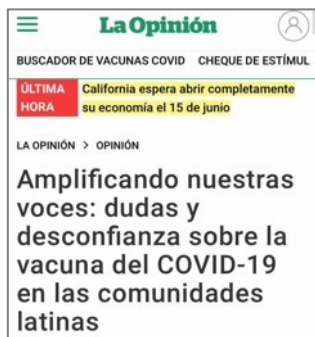 La Opinión
BUSCADOR DE VACUNAS COVID CHEQUE DE ESTÍMUL
ÚLTIMA HORA
California espera abrir completamente
su economía el 15 de junio
LA OPINIÓN > OPINIÓN
Amplificando nuestras
voces: dudas y
desconfianza sobre la
vacuna del COVID-19
en las comunidades
latinas